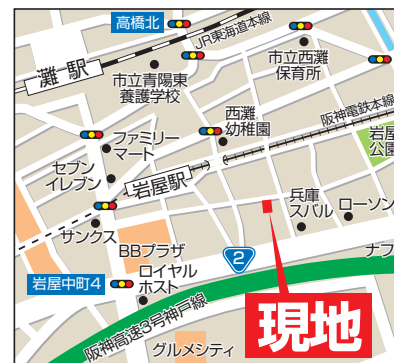 高橋北
JR東海道本線
灘駅
市立青陽東
養護学校
市立西灘
保育所
西灘
幼稚園
阪神電鉄本線
ファミリー
マート
岩屋
公園
セブン
イレブン
岩屋駅
兵庫
スバル
ローソン
サンクス
BBプラザ
2
ナフ
岩屋中町4
ロイヤル
ホスト
現地
阪神高速3号神戸線
グルメシティ